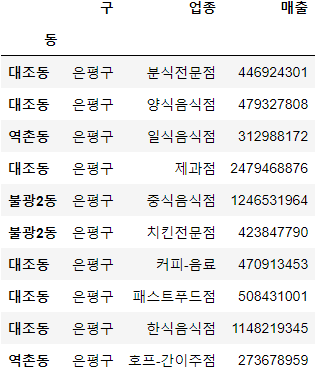 구 업종 매출
동
대조동 은평구 분식전문점 446924301
대조동 은평구 양식음식점 479327808
역촌동 은평구 일식음식점 312988172
대조동 은평구 제과점 2479468876
불광2동 은평구 중식음식점 1246531964
불광2동 은평구 치킨전문점 423847790
대조동 은평구 커피-음료 470913453
대조동 은평구 패스트푸드점 508431001
대조동 은평구 한식음식점 1148219345
역촌동 은평구 호프-간이주점 273678959